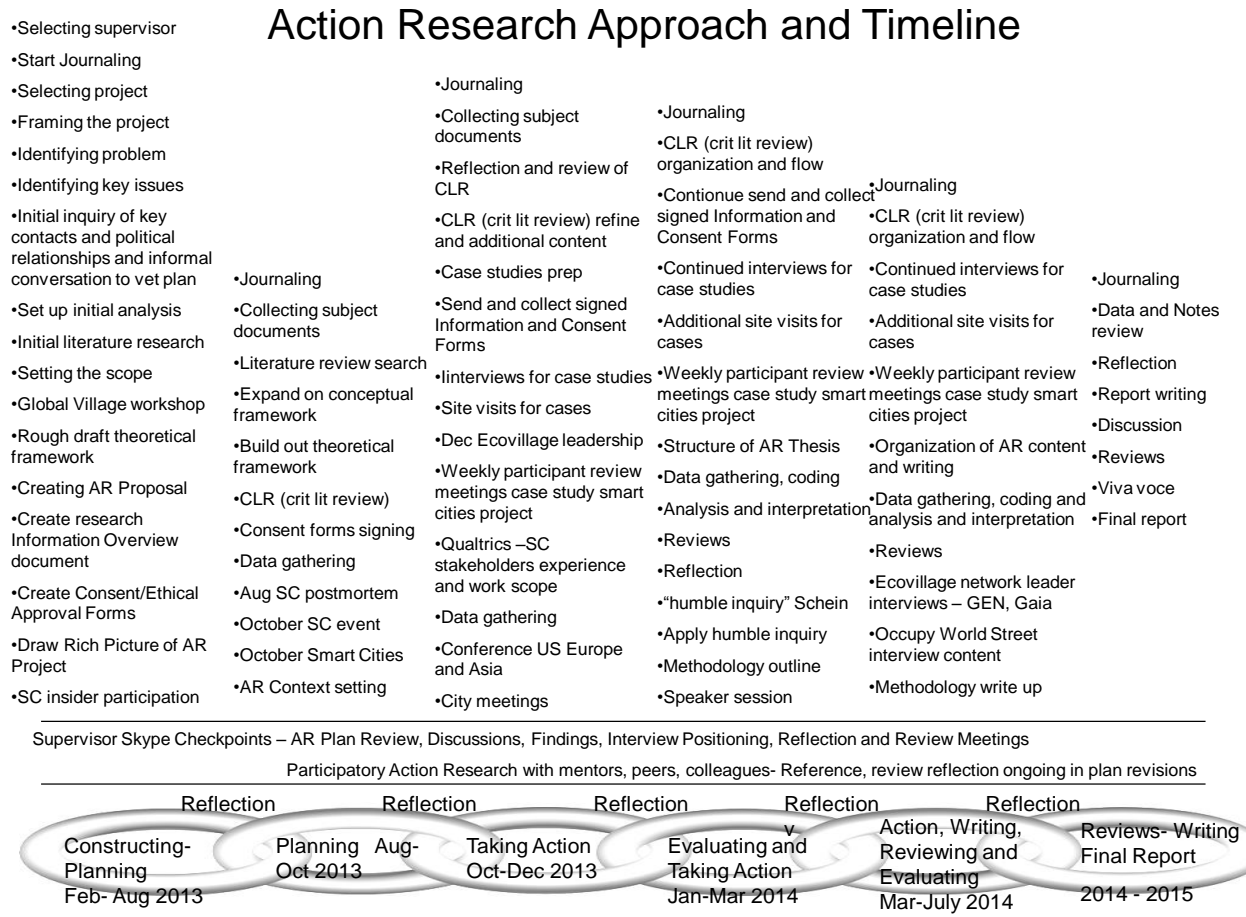 Action Research Approach and Timeline
•Selecting supervisor
•Start Journaling
•Selecting project
•Framing the project
•Identifying problem
•Identifying key issues
•Initial inquiry of key
contacts and political
relationships and informal
conversation to vet plan
•Set up initial analysis
•Initial literature research
•Setting the scope
•Global Village workshop
•Rough draft theoretical
framework
•Creating AR Proposal
•Create research
Information Overview
document
•Create Consent/Ethical
Approval Forms
•Draw Rich Picture of AR
Project
•SC insider participation
•Journaling
•Collecting subject
documents
•Literature review search
•Expand on conceptual
framework
•Build out theoretical
framework
•CLR (crit lit review)
•Consent forms signing
•Data gathering
•Aug SC postmortem
•October SC event
•October Smart Cities
•AR Context setting
•Journaling
•Collecting subject
documents
•Reflection and review of
CLR
•CLR (crit lit review) refine
and additional content
•Case studies prep
•Send and collect signed
Information and Consent
Forms
•Iinterviews for case studies
•Site visits for cases
•Dec Ecovillage leadership
•Weekly participant review
meetings case study smart
cities project
•Qualtrics –SC
stakeholders experience
and work scope
•Data gathering
•Conference US Europe
and Asia
•City meetings
•Journaling
•CLR (crit lit review)
organization and flow
•Contionue send and collect
signed Information and
Consent Forms
•Continued interviews for
case studies
•Additional site visits for
cases
•Weekly participant review
meetings case study smart
cities project
•Structure of AR Thesis
•Data gathering, coding
•Analysis and interpretation
•Reviews
•Reflection
•“humble inquiry” Schein
•Apply humble inquiry
•Methodology outline
•Speaker session
•Journaling
•CLR (crit lit review)
organization and flow
•Continued interviews for
case studies
•Additional site visits for
cases
•Weekly participant review
meetings case study smart
cities project
•Organization of AR content
and writing
•Data gathering, coding and
analysis and interpretation
•Reviews
•Ecovillage network leader
interviews – GEN, Gaia
•Occupy World Street
interview content
•Methodology write up
•Journaling
•Data and Notes
review
•Reflection
•Report writing
•Discussion
•Reviews
•Viva voce
•Final report
Supervisor Skype Checkpoints – AR Plan Review, Discussions, Findings, Interview Positioning, Reflection and Review Meetings
Participatory Action Research with mentors, peers, colleagues- Reference, review reflection ongoing in plan revisions
Reflection Reflection Reflection Reflection Reflection
v
Constructing-
Planning
Feb- Aug 2013
Planning Aug-
Oct 2013
Taking Action
Oct-Dec 2013
Evaluating and
Taking Action
Jan-Mar 2014
Action, Writing,
Reviewing and
Evaluating
Mar-July 2014
Reviews- Writing
Final Report
2014 - 2015